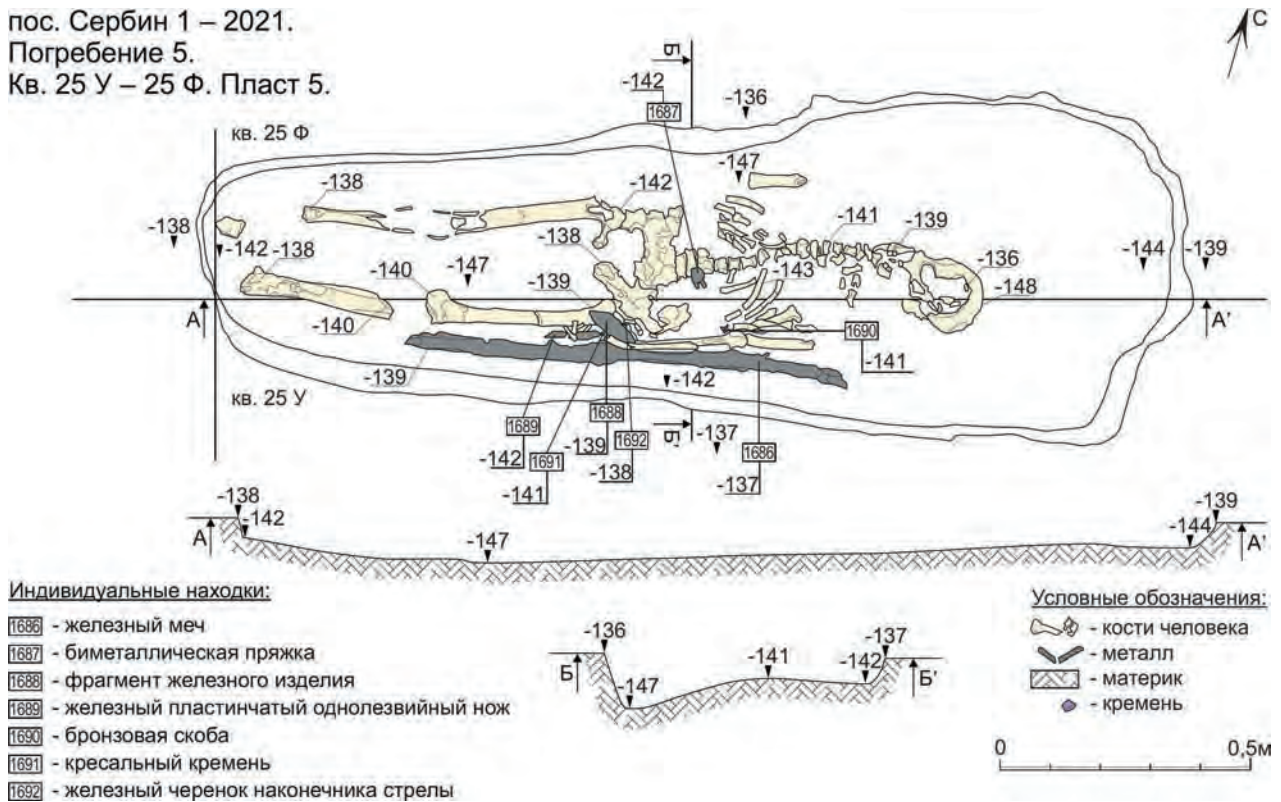 пос. Сербин 1 – 2021.
Погребение 5.
Кв. 25 У – 25 Ф. Пласт 5.
С
Б
-142
1687
-136
кв. 25 Ф
-147
-138
-142
-141
-139
-138
-142
-138
-138
-140
-147
-139
-143
-136
-148
-144
-139
А
-140
1690
-141
А'
-139
-142
кв. 25 У
1689
-142
1691
-141
1688
-139
1692
-138
Б'
-137
1686
-137
-138
-142
А
-147
-144
-139
А'
Индивидуальные находки:
1686 - железный меч
1687 - биметаллическая пряжка
1688 - фрагмент железного изделия
1689 - железный пластинчатый однолезвийный нож
1690 - бронзовая скоба
1691 - кресальный кремень
1692 - железный черенок наконечника стрелы
-136
Б
-147
-141
-142
-137
Б'
Условные обозначения:
- кости человека
- металл
- материк
- кремень
0
0,5м